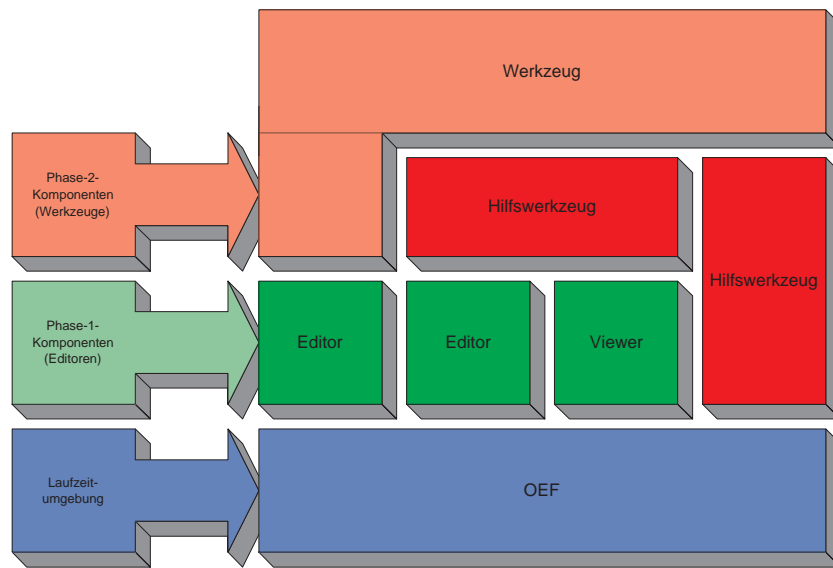 Werkzeug
Phase-2-
Komponenten
(Werkzeuge)
Hilfswerkzeug
Hilfswerkzeug
Phase-1-
Komponenten
(Editoren)
Editor
Editor
Viewer
Laufzeit-
umgebung
OEF